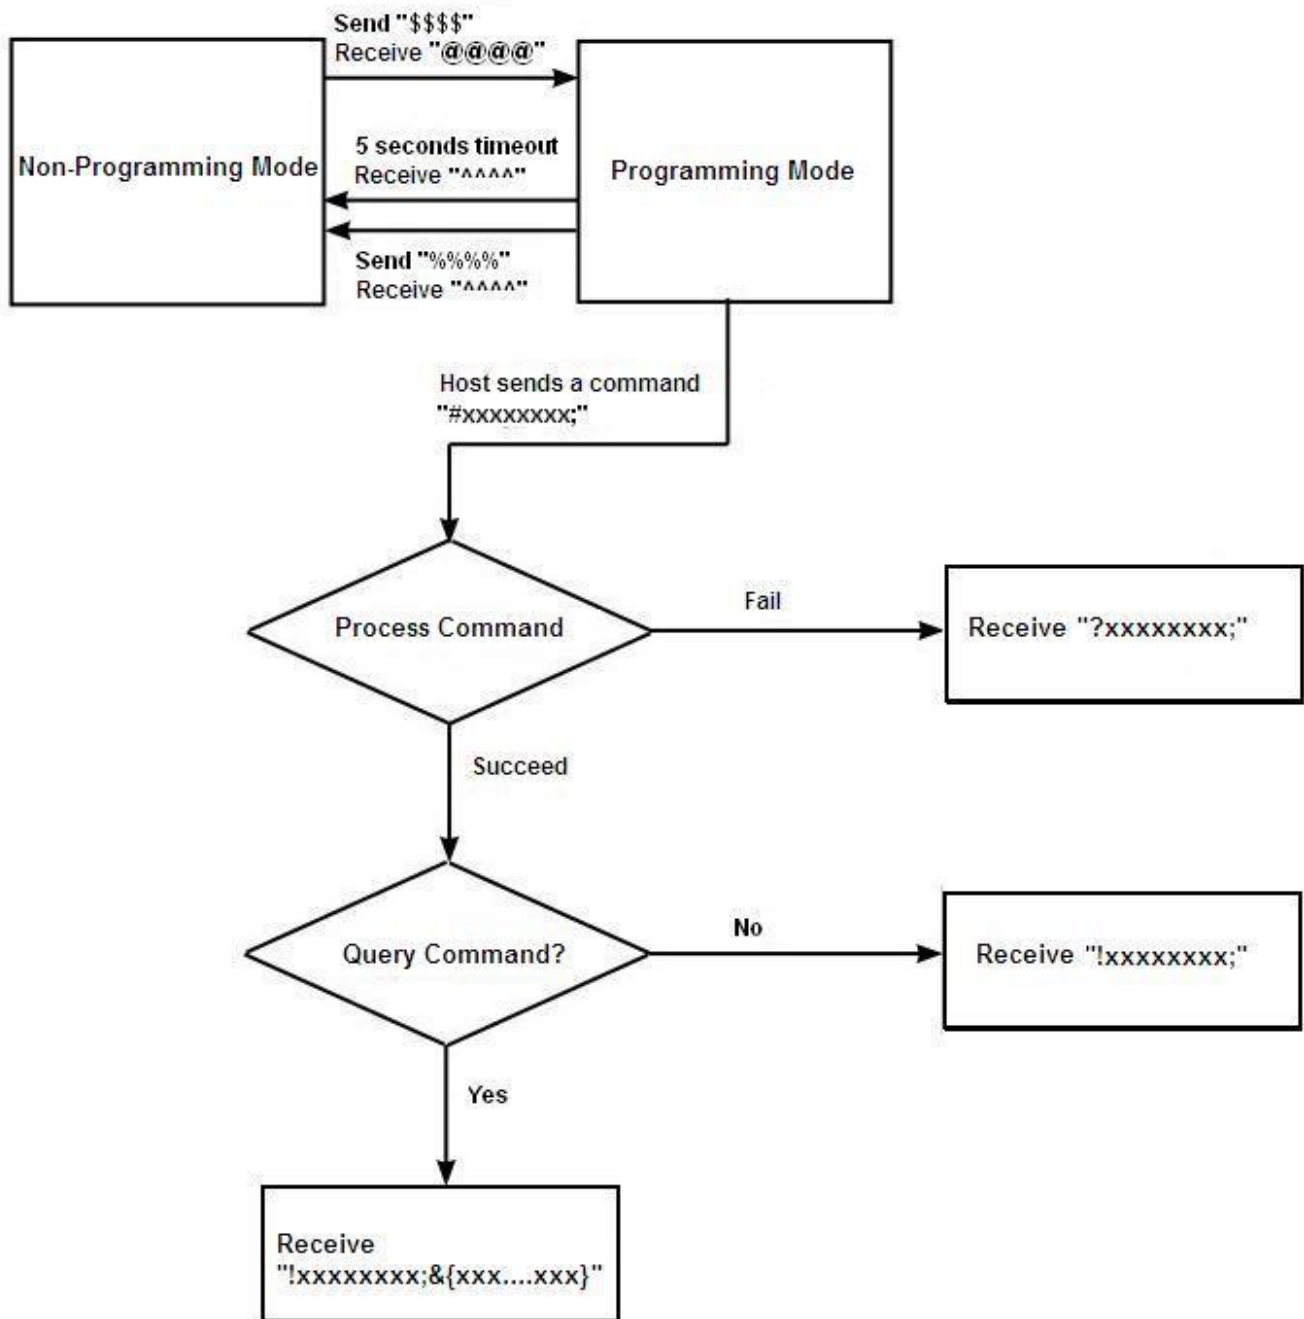 Send "$$$$"
Receive "@@@@"
Non-Programming Mode
5 seconds timeout
Receive "^^^^"
Programming Mode
Send "%%%%"
Receive "^^^^"
Host sends a command
"#xxxxxxxx;"
Process Command
Fail
Receive "?xxxxxxxx;"
Succeed
Query Command?
No
Receive "!xxxxxxxx;"
Yes
Receive
"!xxxxxxxx;&{xxx....xxx}"